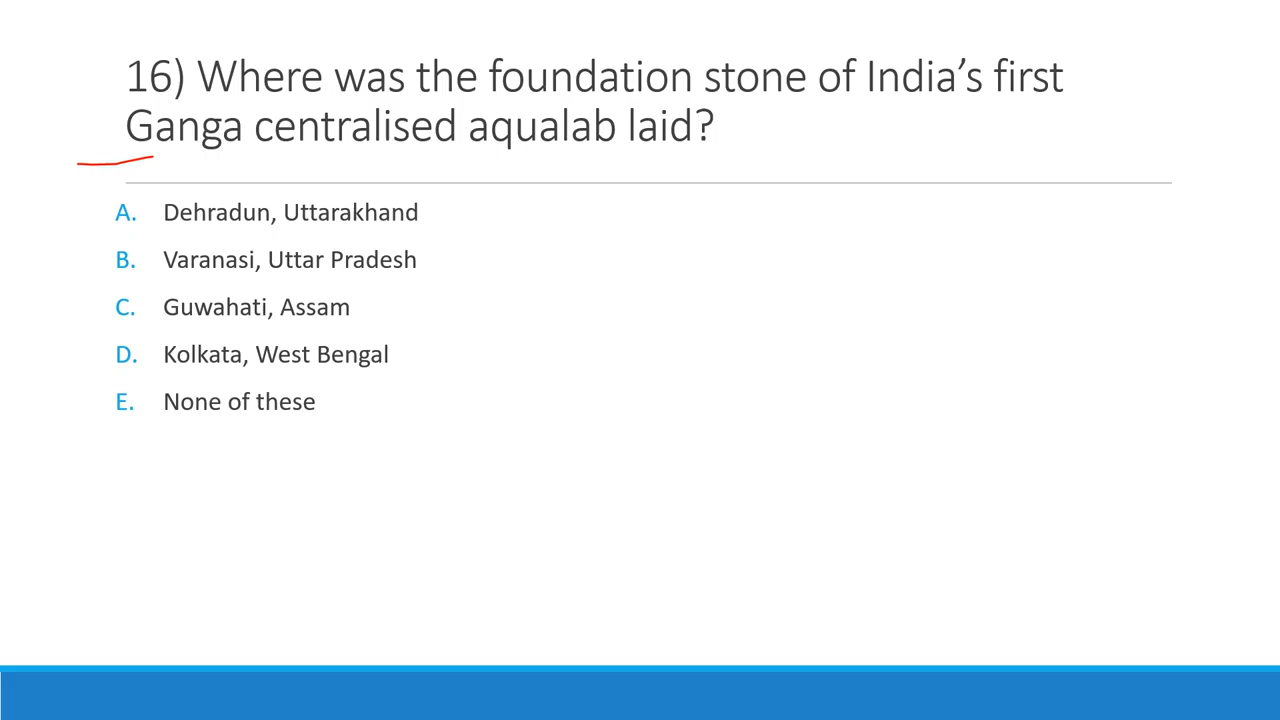 16) Where was the foundation stone of India’s first
Ganga centralised aqualab laid?
A. Dehradun, Uttarakhand
B. Varanasi, Uttar Pradesh
C. Guwahati, Assam
D. Kolkata, West Bengal
E. None of these